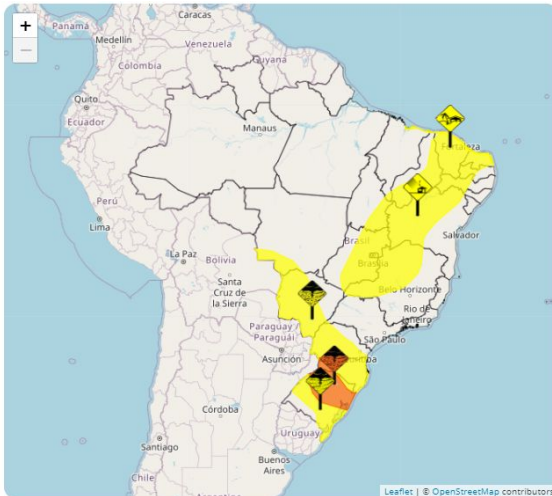 +
Caracas
Panamá
Medellín
Venezuela
Guyana
Colombia
Quito
Ecuador
Manaus
Fortaleza
Perú
Lima
Salvador
Brasil
Brasília
La Paz
Bolivia
Santa
Cruz de
la Sierra
Belo Horizonte
Rio de
Janeiro
São Paulo
Paraguay /
Paraguái
Asunción
Córdoba
Uruguay
Santiago
Buenos
Aires
Chile
Argentina
Leaflet | © OpenStreetMap contributors